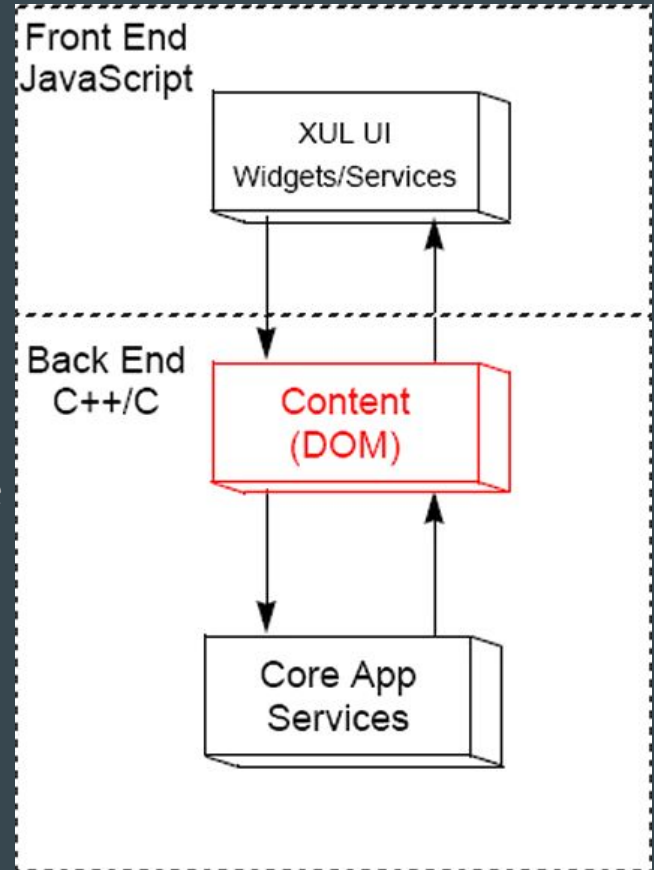 Front End
JavaScript
XUL UI
Widgets/Services
Back End
C++/C
Content
(DOM)
Core App
Services